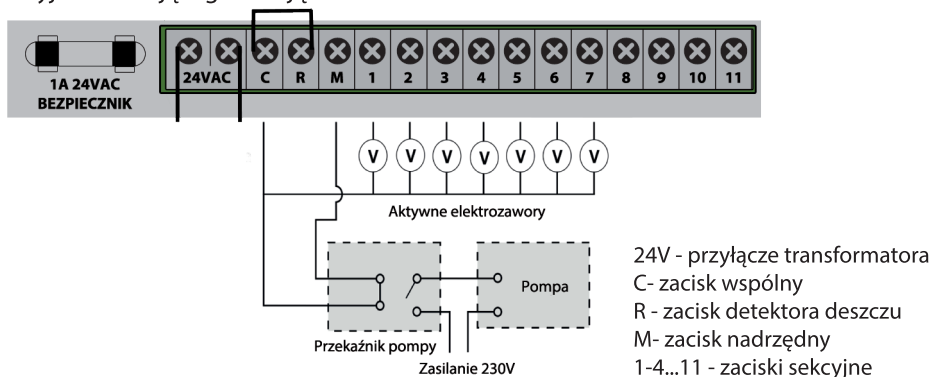 1A 24VAC
BEZPIECZNIK
24VAC C R M 1 2 3 4 5 6 7 8 9 10 11
V V V V V V V
Aktywne elektrozawory
Pompa
Przekaźnik pompy
Zasilanie 230V
24V - przyłącze transformatora
C- zacisk wspólny
R - zacisk detektora deszczu
M- zacisk nadrzędny
1-4...11 - zaciski sekcyjne